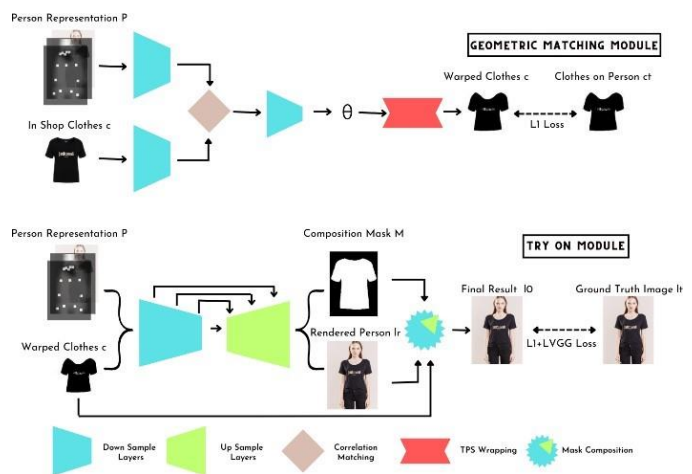 Person Representation P
GEOMETRIC MATCHING MODULE
Warped Clothes c
Clothes on Person ct
In Shop Clothes c
θ
L1 Loss
Person Representation P
Composition Mask M
TRY ON MODULE
Final Result I0
Ground Truth Image It
Warped Clothes c
Rendered Person Ir
L1+LVGG Loss
Down Sample
Layers
Up Sample
Layers
Correlation
Matching
TPS Wrapping
Mask Composition